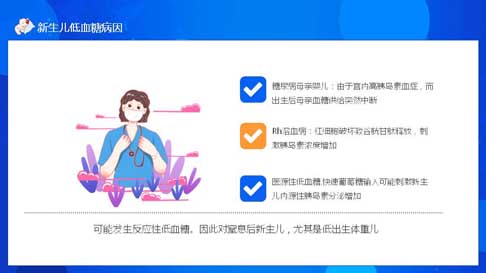 新生儿低血糖病因
糖尿病母亲婴儿：由于宫内高胰岛素血症，而
出生后母亲血糖供给突然中断
Rh溶血病：红细胞破坏致谷胱甘肽释放，刺
激胰岛素浓度增加
医源性低血糖.快速葡萄糖输入可能刺激新生
儿内源性胰岛素分泌增加
可能发生反应性低血糖。因此对窒息后新生儿，尤其是低出生体重儿